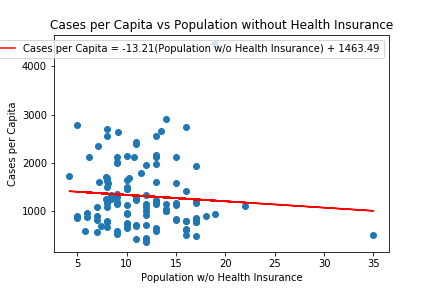 Cases per Capita vs Population without Health Insurance
Cases per Capita = -13.21(Population w/o Health Insurance) + 1463.49
4000
3000
2000
1000
Cases per Capita
5 10 15 20 25 30 35
Population w/o Health Insurance